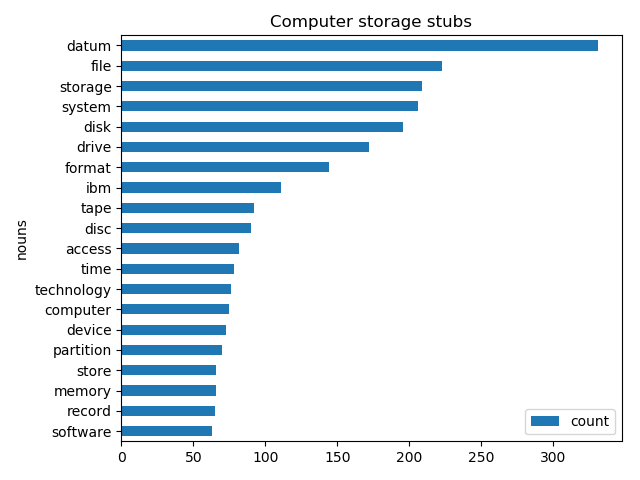 Computer storage stubs
nouns
datum
file
storage
system
disk
drive
format
ibm
tape
disc
access
time
technology
computer
device
partition
store
memory
record
software
0 50 100 150 200 250 300
count